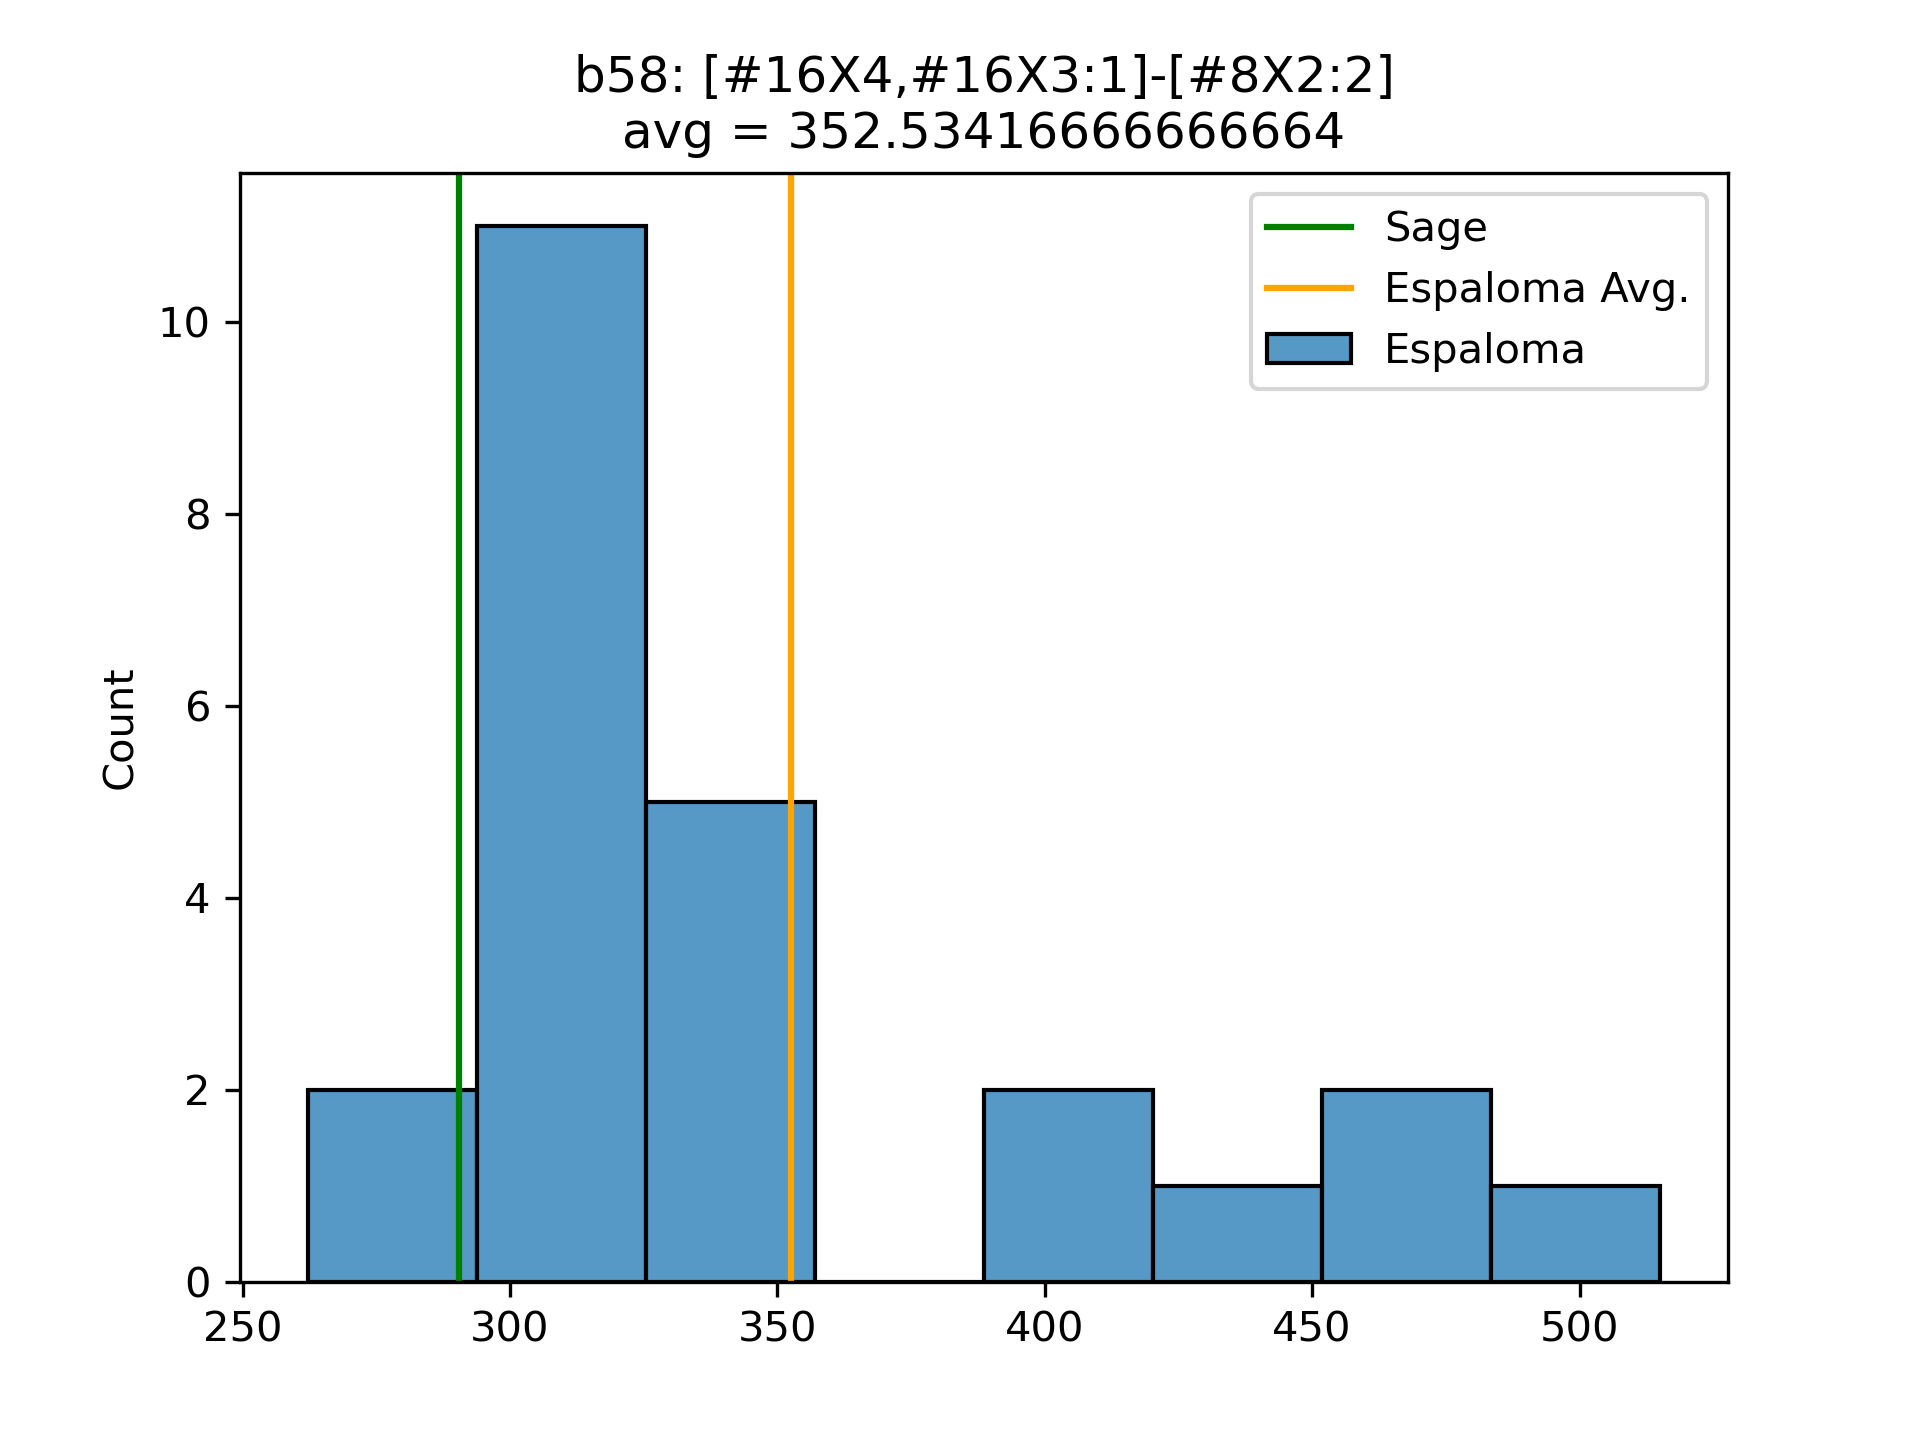 b58: [#16X4,#16X3:1]-[#8X2:2]
avg = 352.53416666666664
Sage
Espaloma Avg.
Espaloma
Count
10
8
6
4
2
0
250 300 350 400 450 500